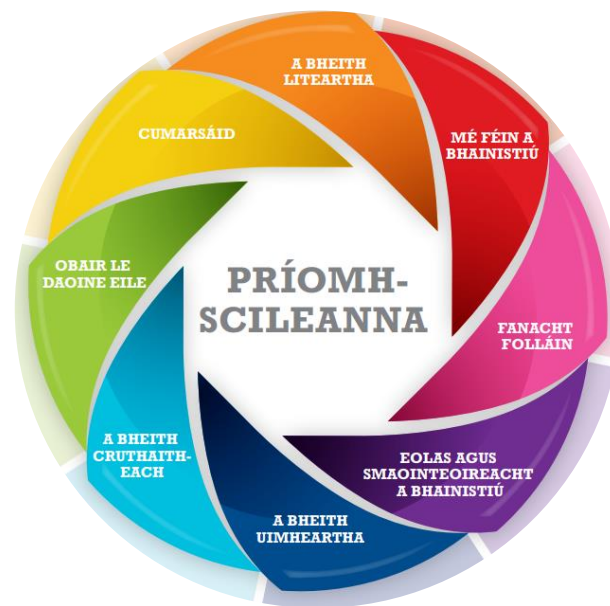 A BHEITH
LITEARTHA
MÉ FÉIN A
BHAINISTIÚ
FANACHT
FOLLÁIN
EOLAS AGUS
SMAOINTEOIREACHT
A BHAINISTIÚ
A BHEITH
UIMHEARTHA
A BHEITH
CRUTHAITH-
EACH
OBAIR LE
DAOINE EILE
CUMARSÁID
PRÍOMH-
SCILEANNA